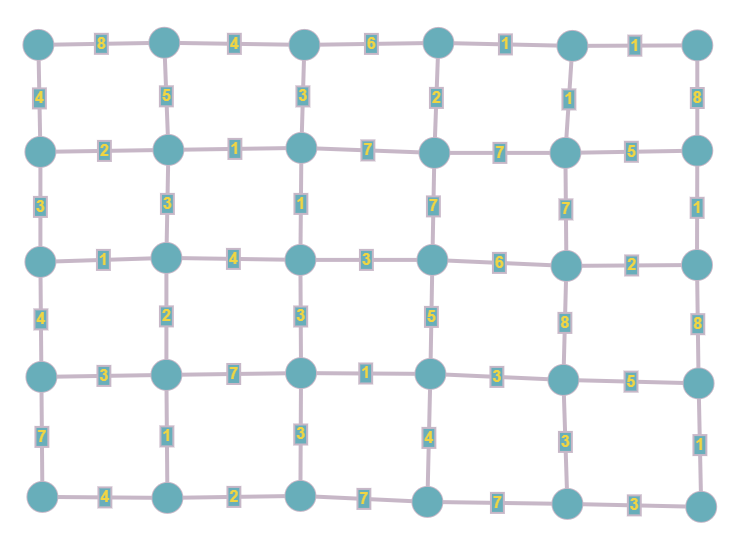 8 4 6 1 1
4 5 3 2 1 8
2 1 7 7 5
3 3 1 7 7 1
1 4 3 6 2
4 2 3 5 8 8
3 7 1 3 5
7 1 3 4 3 1
4 2 7 7 3